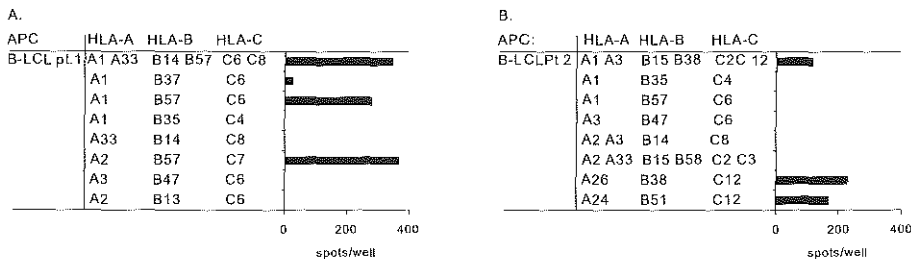 A.
APC HLA-A HLA-B HLA-C
B-LCL pt.1 A1 A33 B14 B57 C6 C8
A1 B37 C6
A1 B57 C6
A1 B35 C4
A33 B14 C8
A2 B57 C7
A3 B47 C6
A2 B13 C6
0 200 400
spots/well
B.
APC: HLA-A HLA-B HLA-C
B-LCLPt 2 A1 A3 B15 B38 C2C 12
A1 B35 C4
A1 B57 C6
A3 B47 C6
A2 A3 B14 C8
A2 A33 B15 B58 C2 C3
A26 B38 C12
A24 B51 C12
0 200 400
spots/well